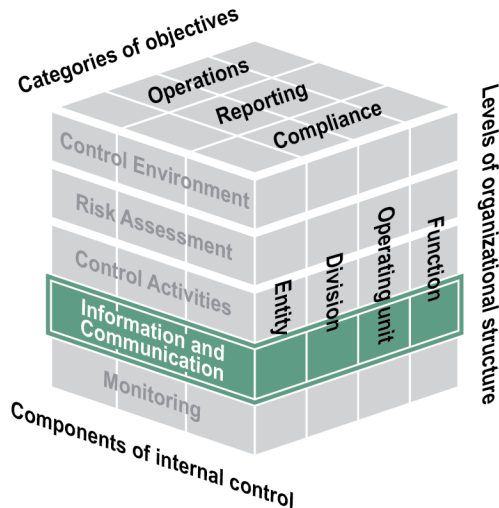 Categories of objectives
Operations
Reporting
Compliance
Control Environment
Risk Assessment
Control Activities
Information and
Communication
Monitoring
Components of internal control
Entity
Division
Operating unit
Function
Levels of organizational structure